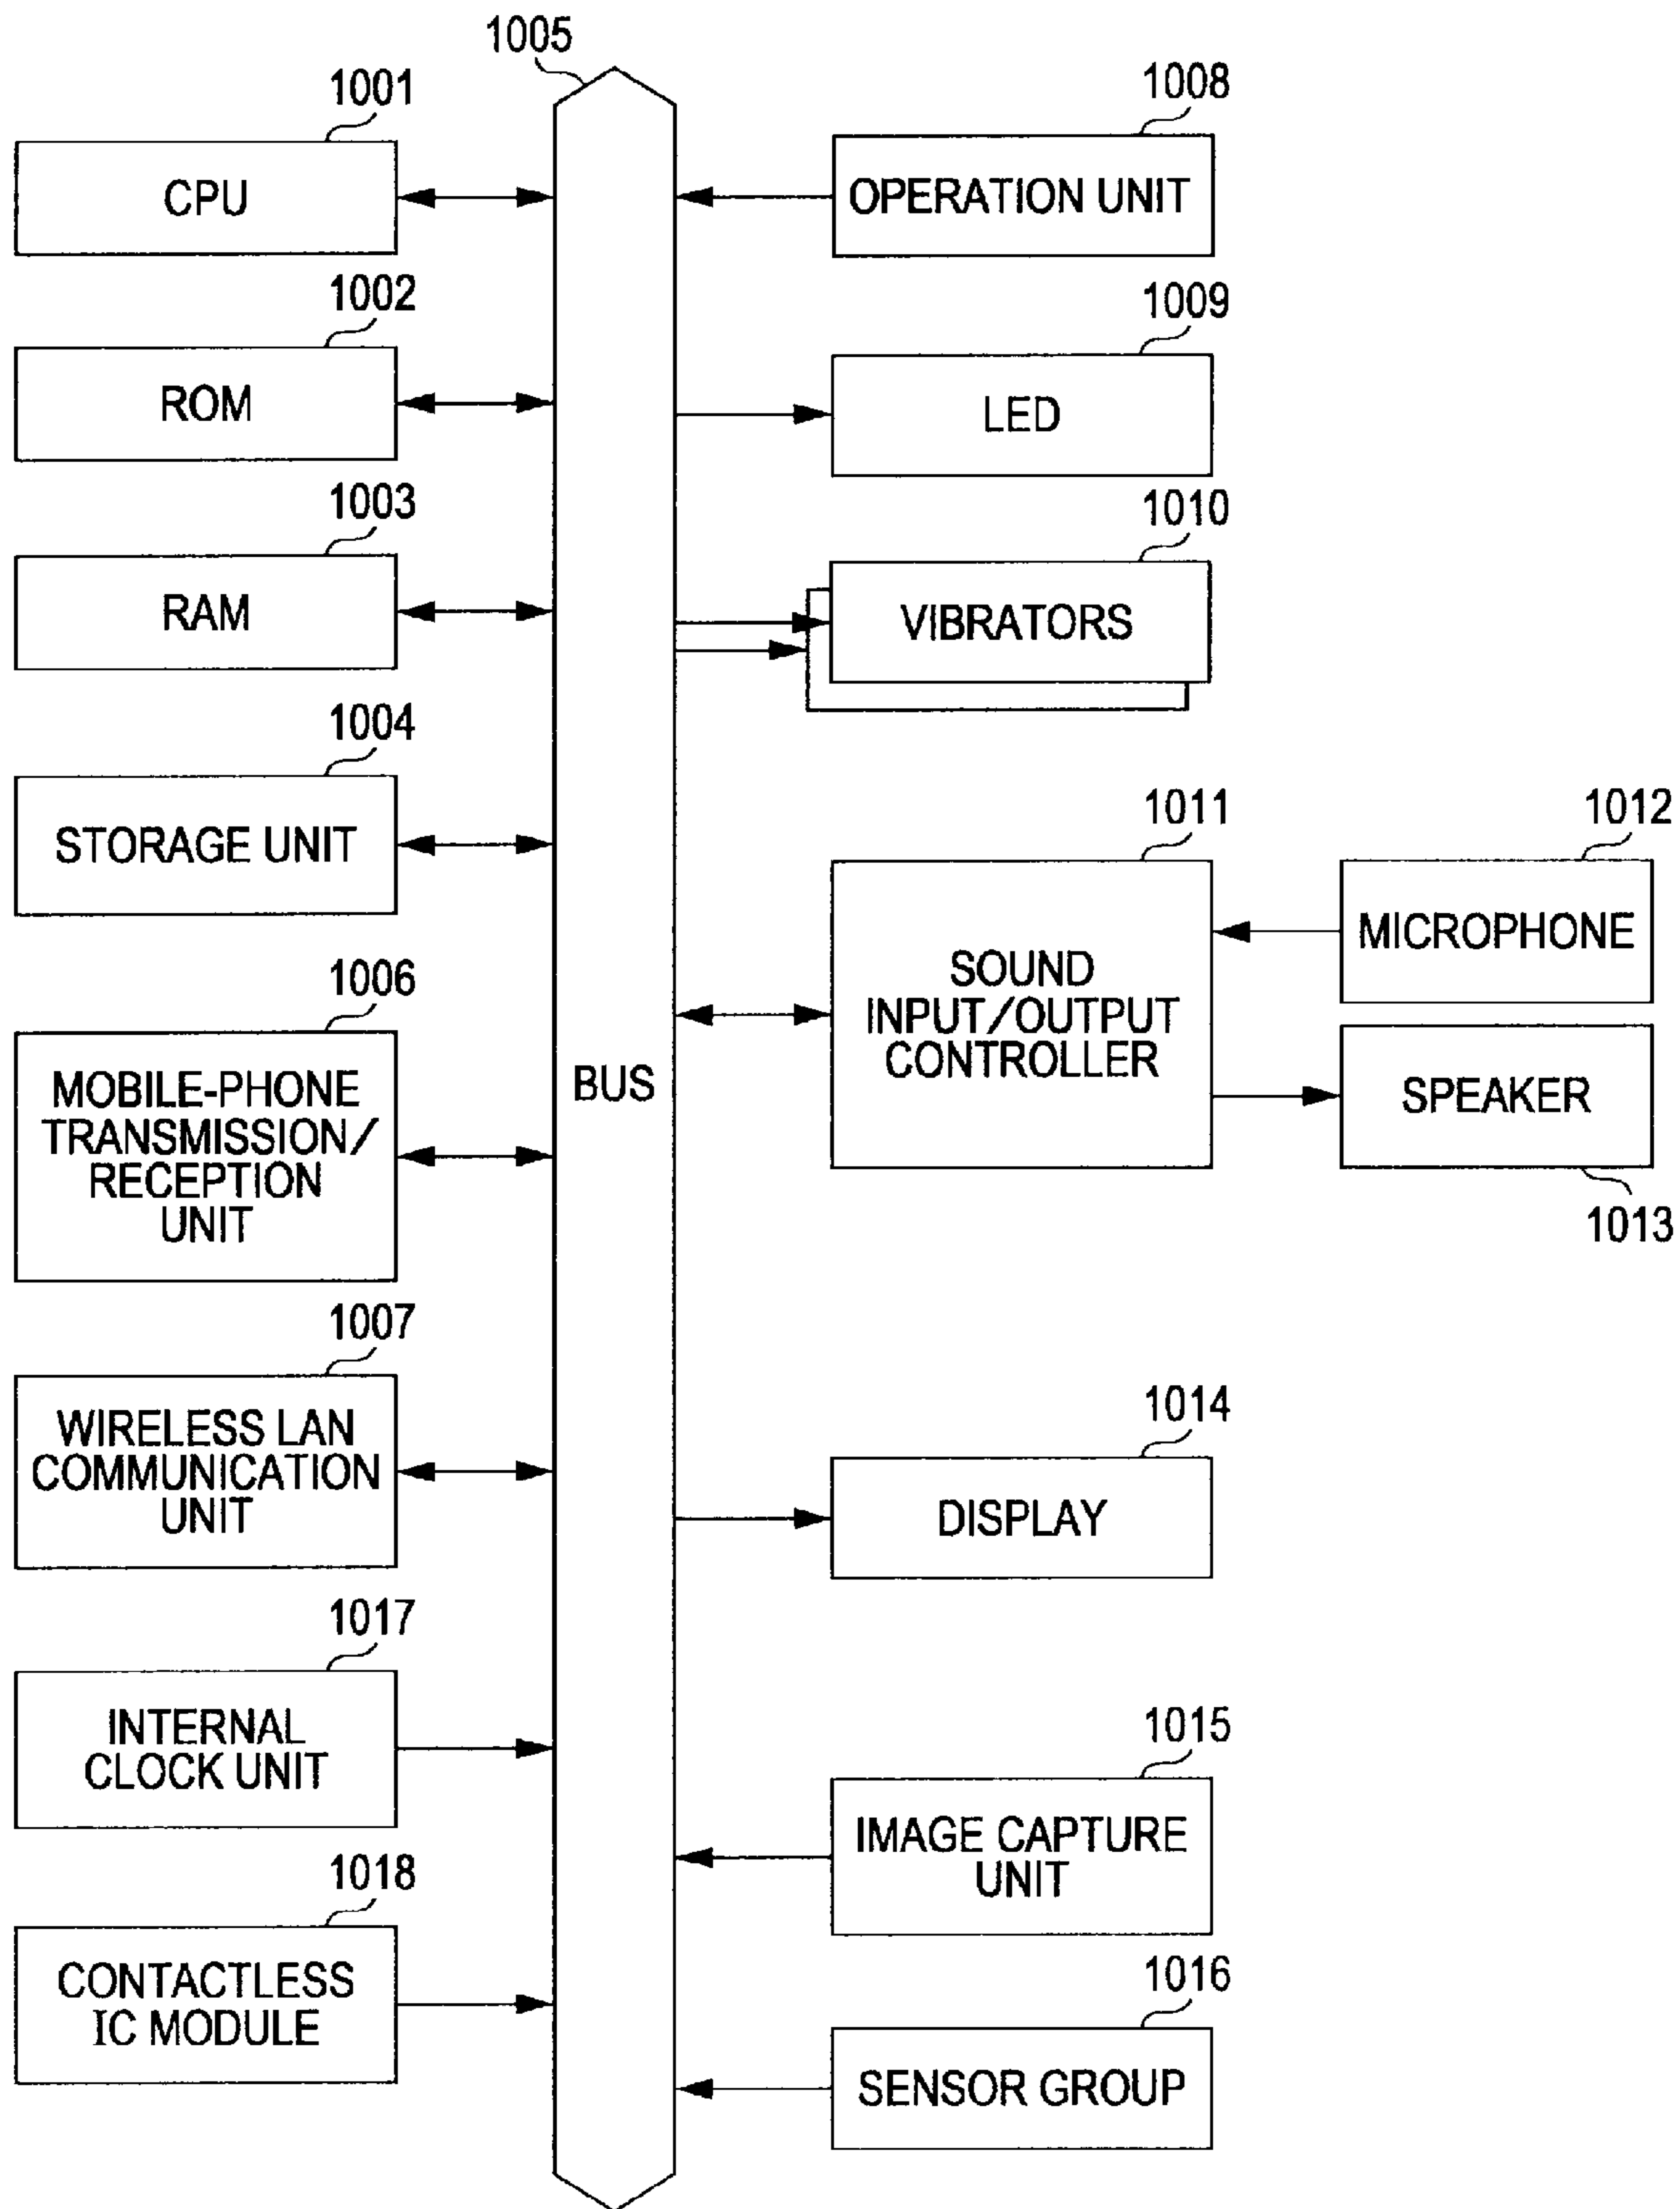 1005
1001
CPU
1002
ROM
1003
RAM
1004
STORAGE UNIT
1006
MOBILE-PHONE
TRANSMISSION/
RECEPTION
UNIT
1007
WIRELESS LAN
COMMUNICATION
UNIT
1017
INTERNAL
CLOCK UNIT
1018
CONTACTLESS
IC MODULE
BUS
1008
OPERATION UNIT
1009
LED
1010
VIBRATORS
1011
SOUND
INPUT/OUTPUT
CONTROLLER
1012
MICROPHONE
SPEAKER
1013
1014
DISPLAY
1015
IMAGE CAPTURE
UNIT
1016
SENSOR GROUP